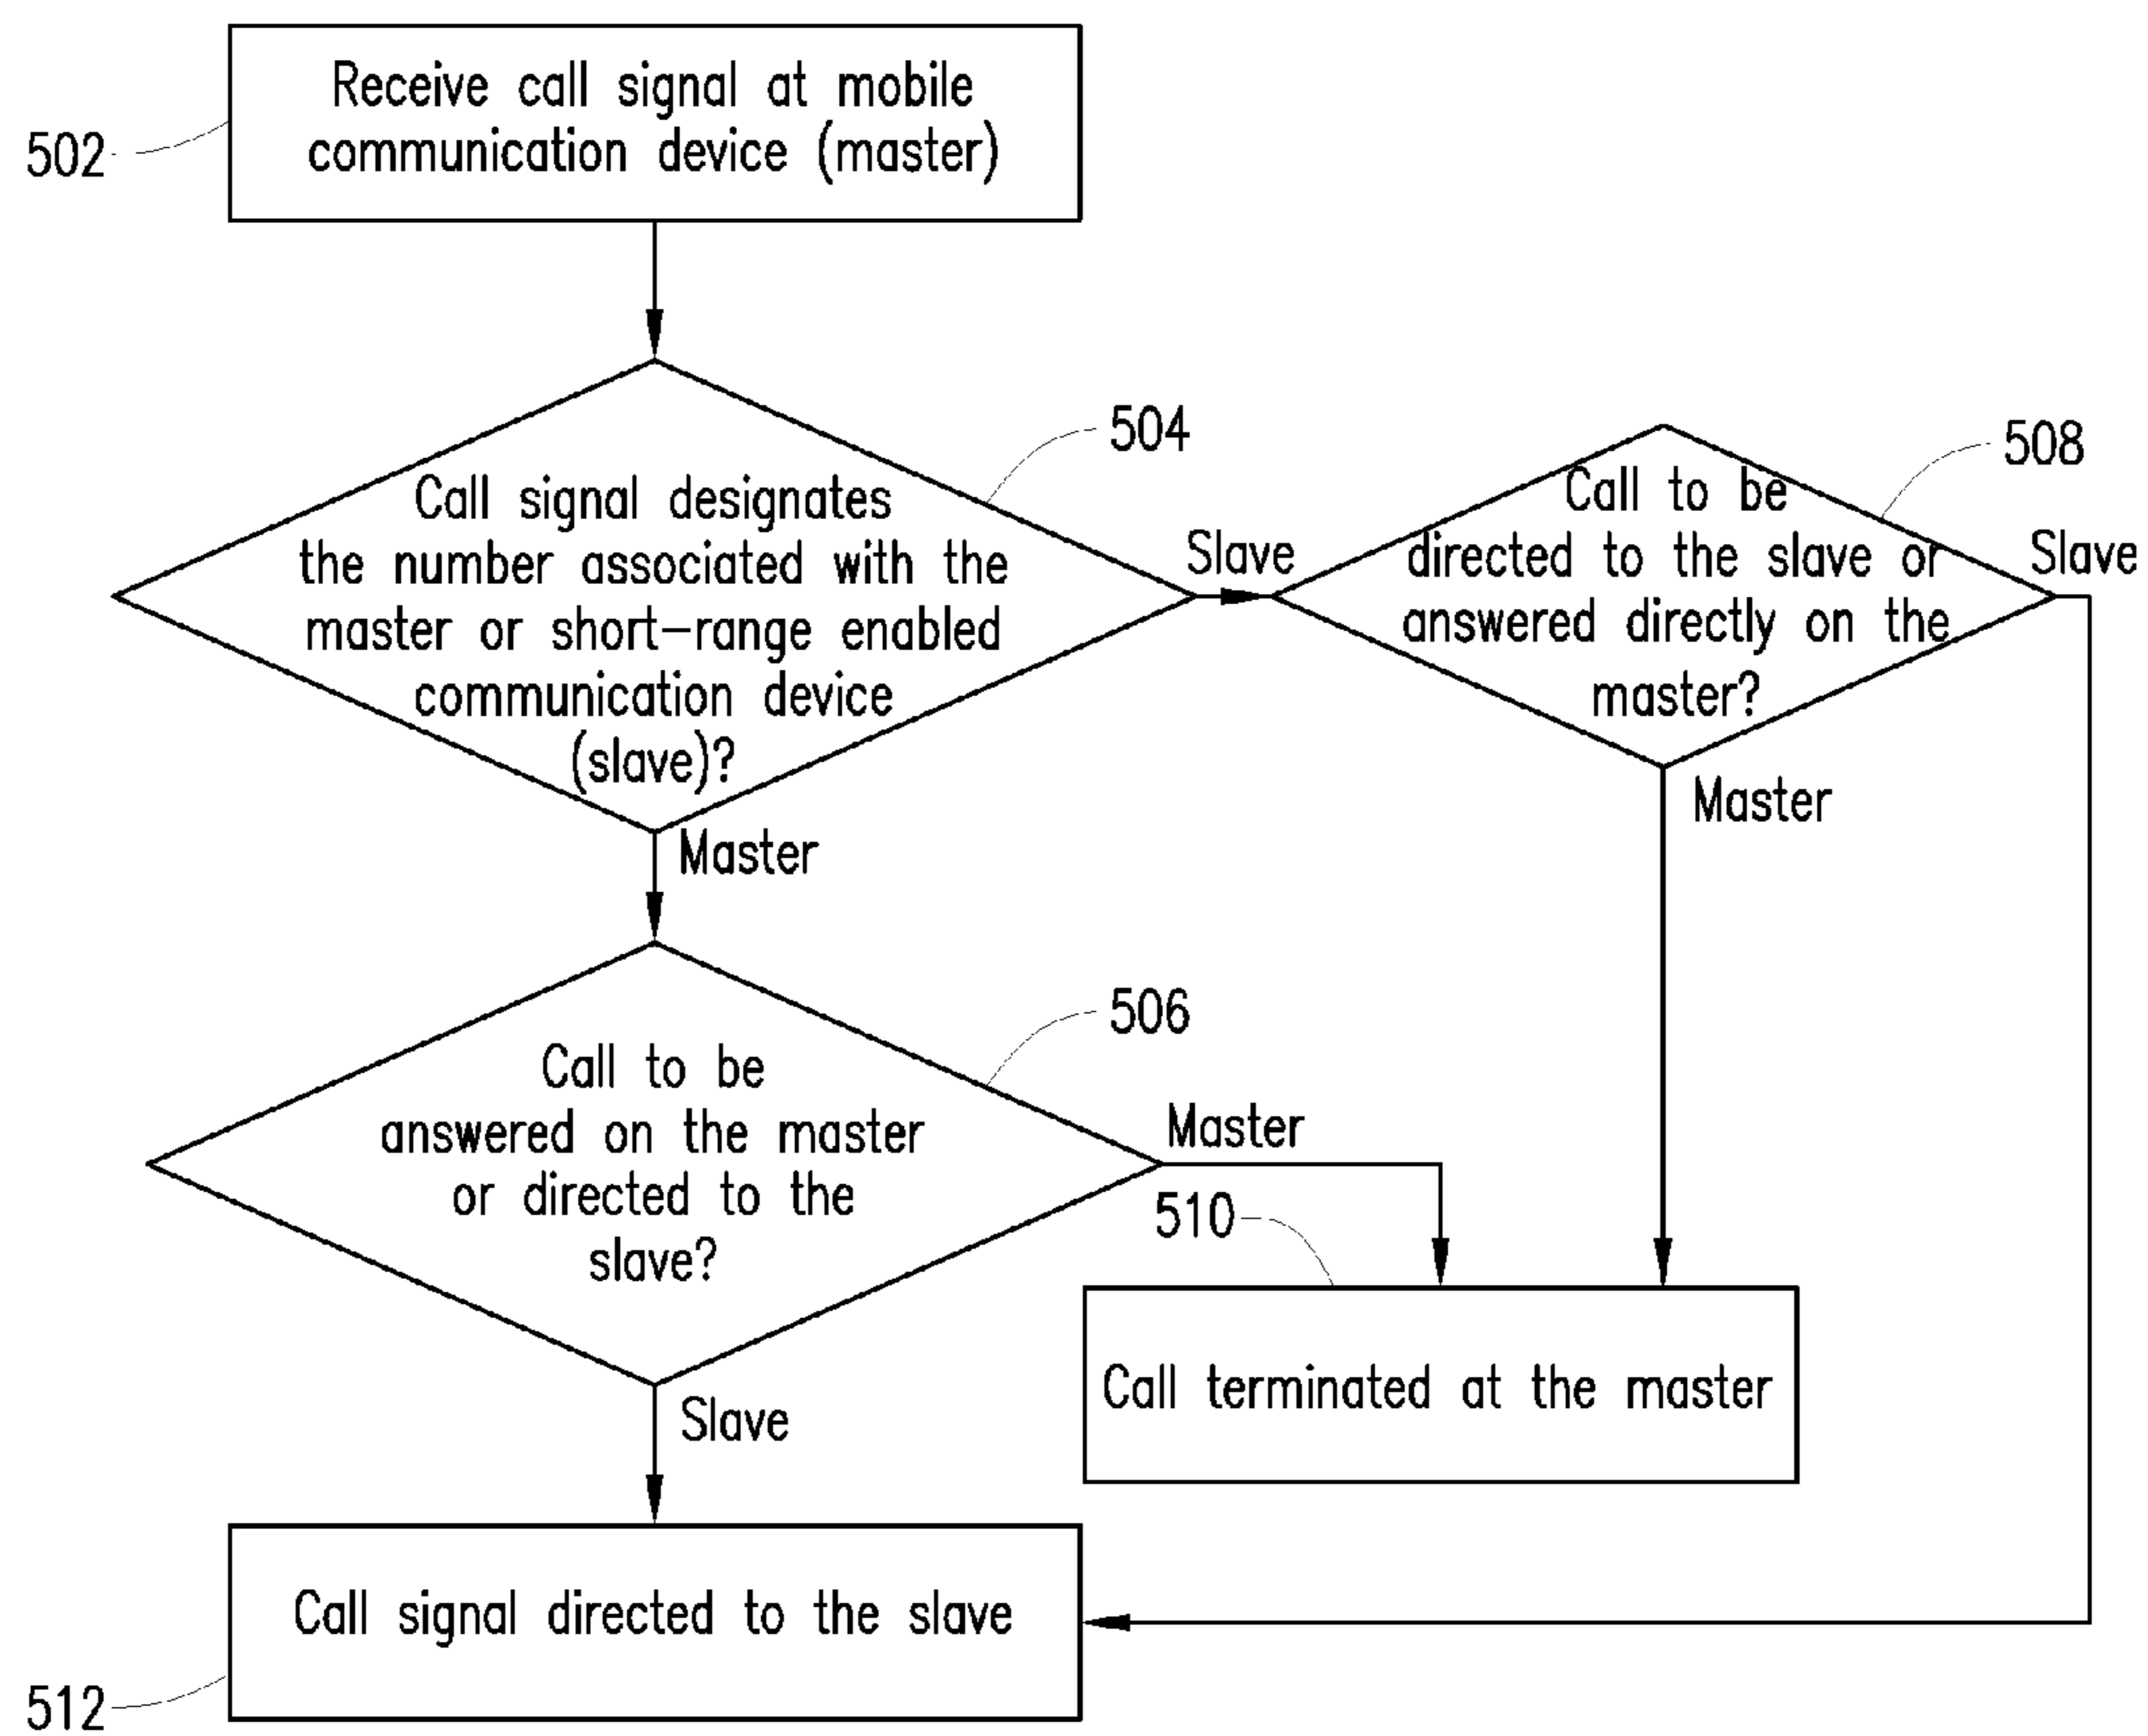 Receive call signal at mobile
communication device (master)
502
504
Call signal designates
the number associated with the
master or short-range enabled
communication device
(slave)?
Slave
508
Call to be
directed to the slave or
answered directly on the
master?
Slave
Master
Master
506
Call to be
answered on the master
or directed to the
slave?
Master
510
Call terminated at the master
Slave
Call signal directed to the slave
512